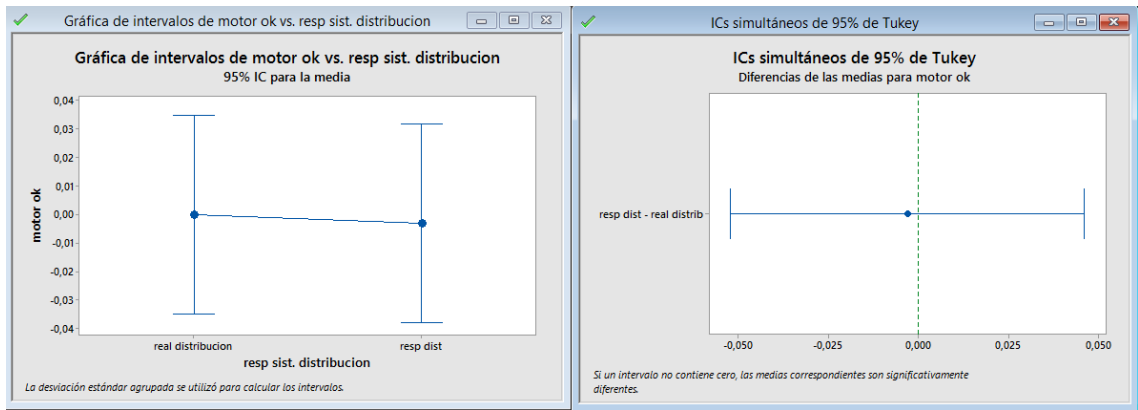 Gráfica de intervalos de motor ok vs. resp sist. distribucion
Gráfica de intervalos de motor ok vs. resp sist. distribucion
95% IC para la media
0,04
0,03
0,02
0,01
0,00
-0,01
-0,02
-0,03
-0,04
motor ok
real distribucion
resp dist
resp sist. distribucion
La desviación estándar agrupada se utilizó para calcular los intervalos.
ICs simultáneos de 95% de Tukey
ICs simultáneos de 95% de Tukey
Diferencias de las medias para motor ok
resp dist - real distrib
-0,050
-0,025
0,000
0,025
0,050
Si un intervalo no contiene cero, las medias correspondientes son significativamente
diferentes.